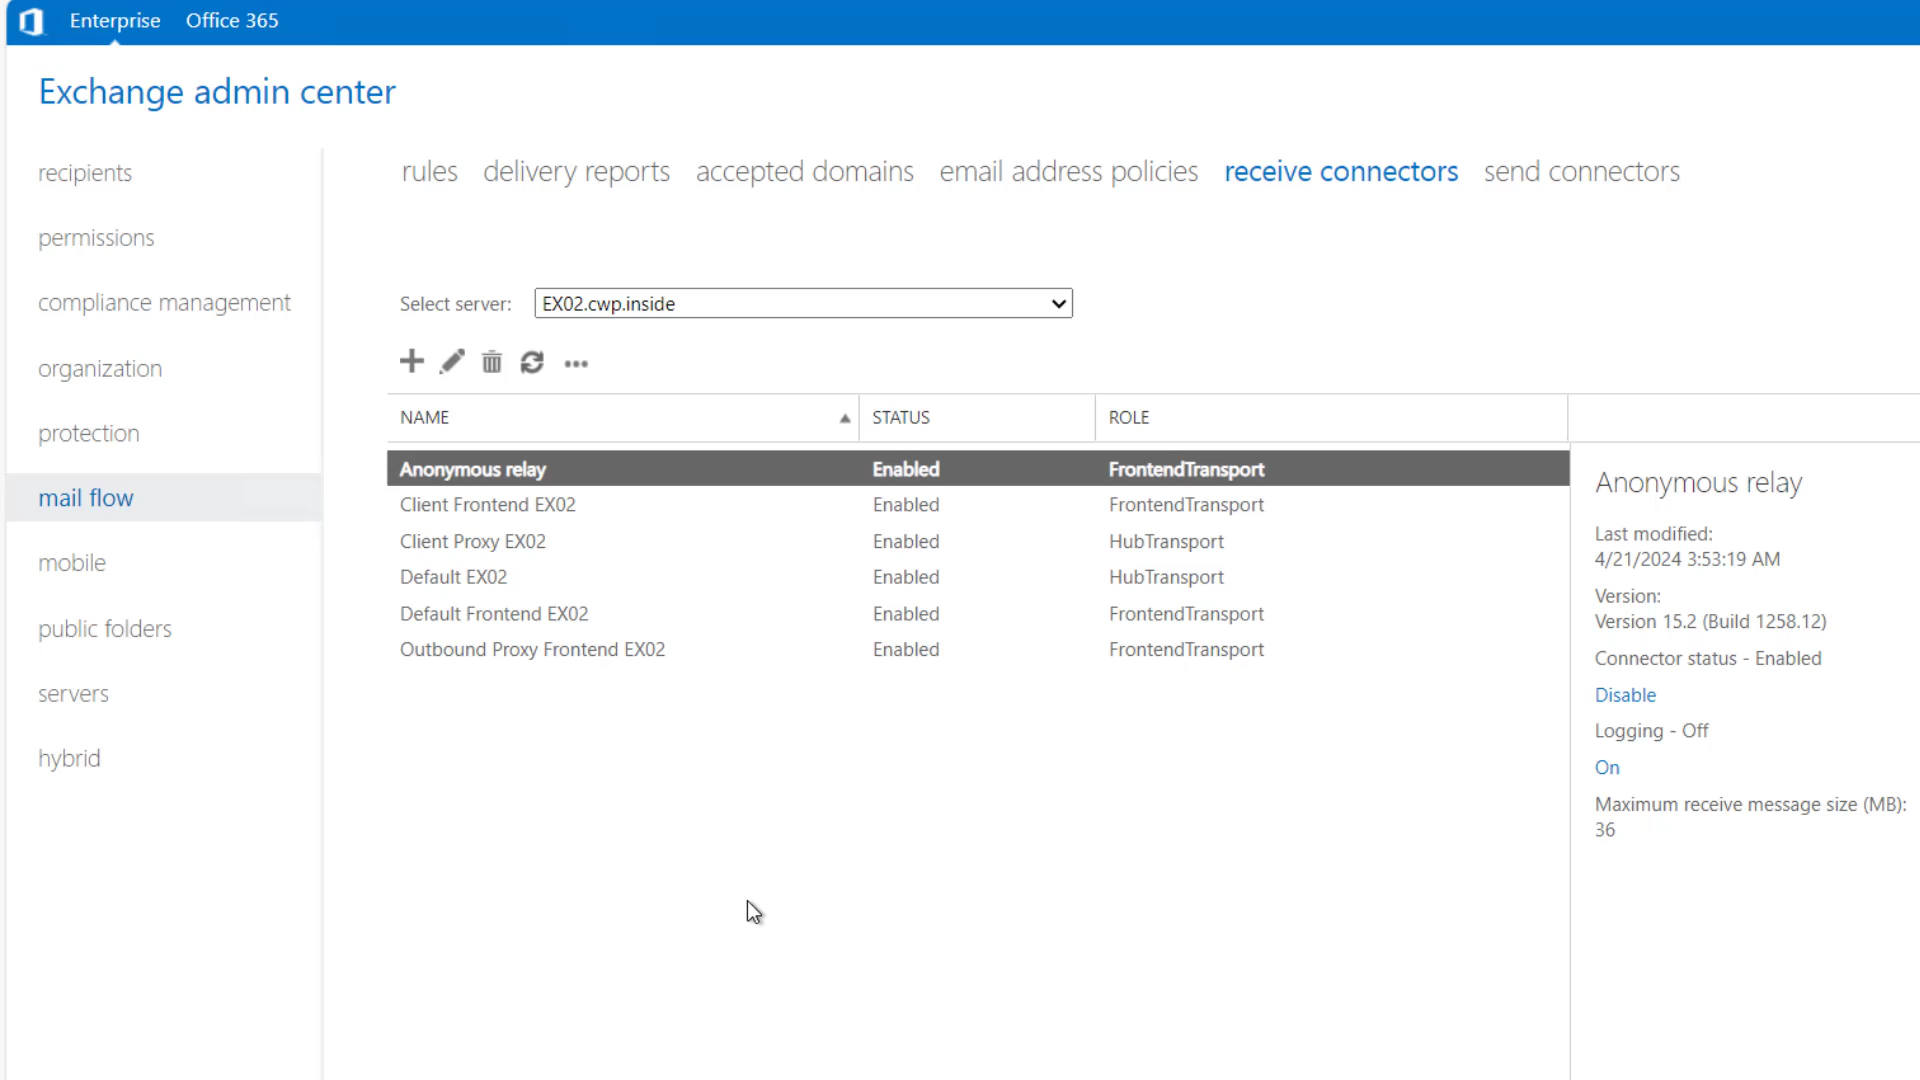 Enterprise Office 365
Exchange admin center
recipients
permissions
compliance management
organization
protection
mail flow
mobile
public folders
servers
hybrid
rules delivery reports accepted domains email address policies receive connectors send connectors
Select server: EX02.cwp.inside
NAME STATUS ROLE
Anonymous relay Enabled FrontendTransport
Client Frontend EX02 Enabled FrontendTransport
Client Proxy EX02 Enabled HubTransport
Default EX02 Enabled HubTransport
Default Frontend EX02 Enabled FrontendTransport
Outbound Proxy Frontend EX02 Enabled FrontendTransport
Anonymous relay
Last modified:
4/21/2024 3:53:19 AM
Version:
Version 15.2 (Build 1258.12)
Connector status - Enabled
Disable
Logging - Off
On
Maximum receive message size (MB):
36